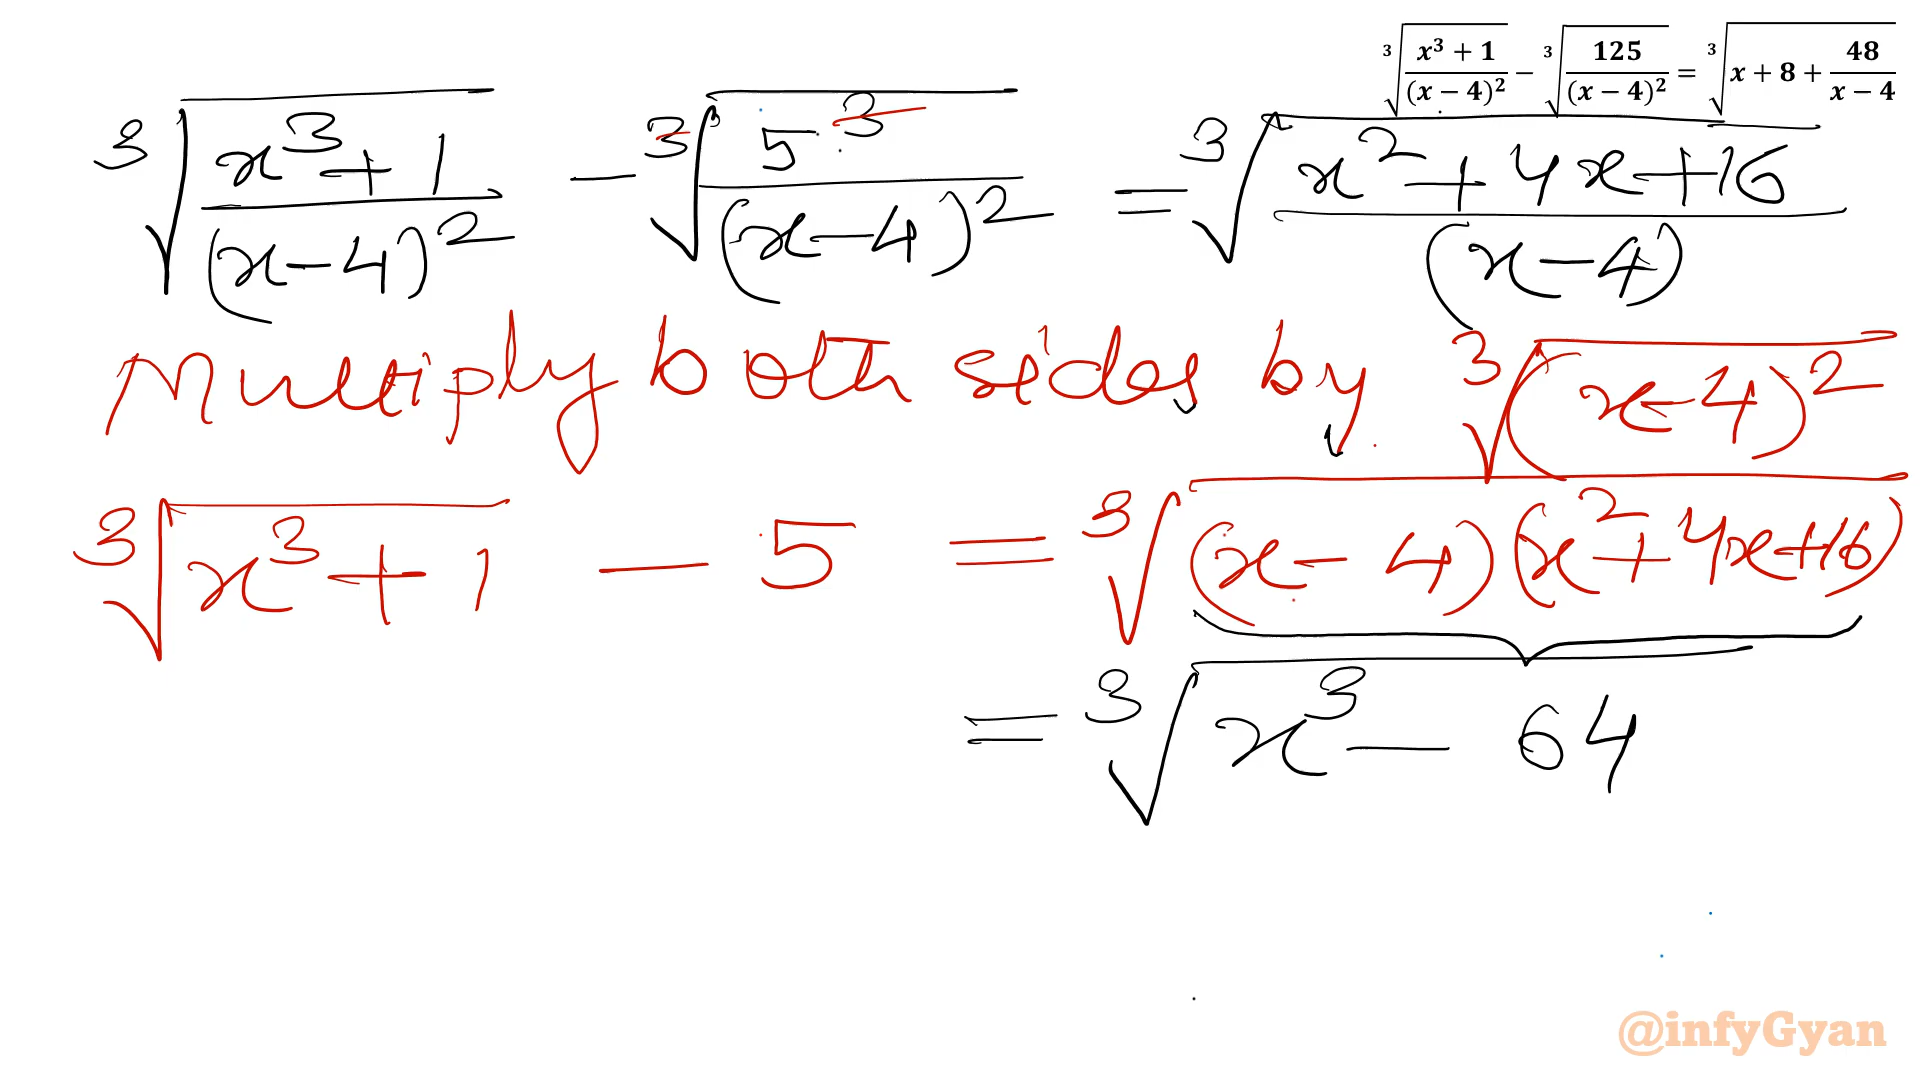 ∛((x³ + 1)/(x − 4)²) − ∛(125/(x − 4)²) = ∛(x + 8 + 48/(x − 4))
∛((x³ + 1)/(x − 4)²) − ∛(5³/(x − 4)²) = ∛((x² + 4x + 16)/(x − 4))
Multiply both sides by ∛((x − 4)²)
∛(x³ + 1) − 5 = ∛((x − 4)(x² + 4x + 16))
= ∛(x³ − 64)
@infyGyan